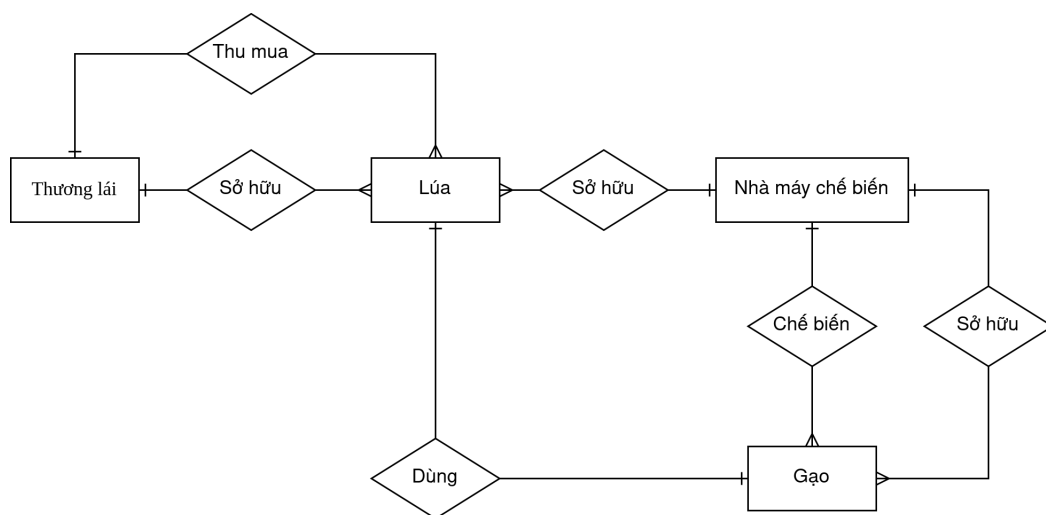 Thu mua
Thương lái
Sở hữu
Lúa
Sở hữu
Nhà máy chế biến
Chế biến
Sở hữu
Dùng
Gạo